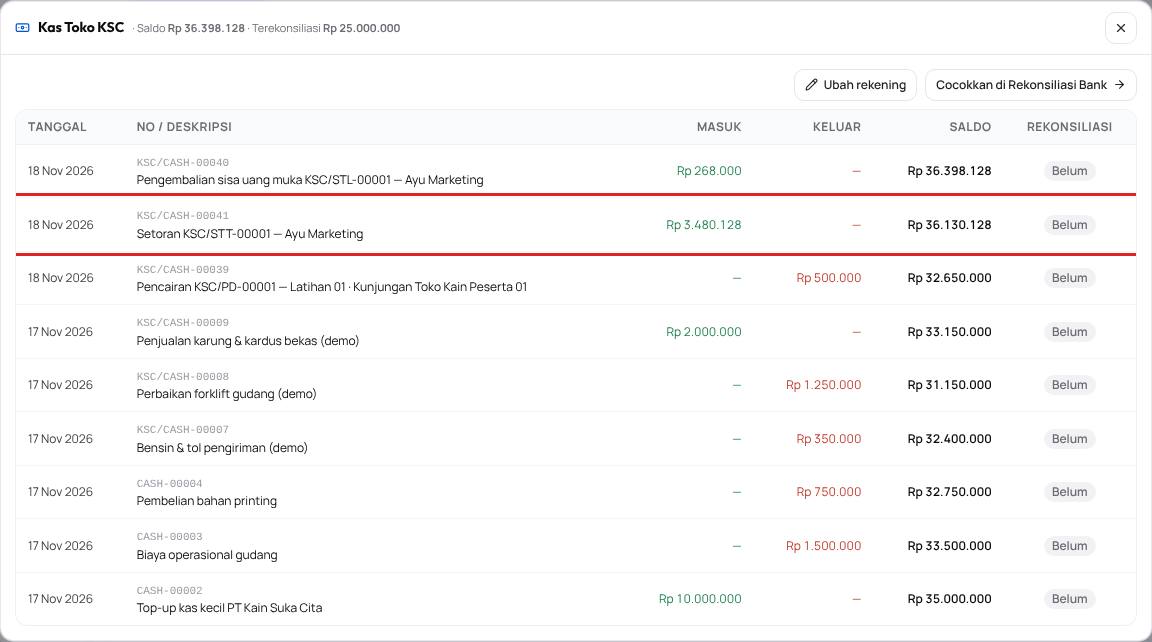 Kas Toko KSC · Saldo Rp 36.398.128 · Terekonsiliasi Rp 25.000.000
Ubah rekening
Cocokkan di Rekonsiliasi Bank →
TANGGAL NO / DESKRIPSI MASUK KELUAR SALDO REKONSILIASI
KSC/CASH-00040
18 Nov 2026 Pengembalian sisa uang muka KSC/STL-00001 — Ayu Marketing Rp 268.000 — Rp 36.398.128 Belum
KSC/CASH-00041
18 Nov 2026 Setoran KSC/STT-00001 — Ayu Marketing Rp 3.480.128 — Rp 36.130.128 Belum
KSC/CASH-00039
18 Nov 2026 Pencairan KSC/PD-00001 — Latihan 01 · Kunjungan Toko Kain Peserta 01 — Rp 500.000 Rp 32.650.000 Belum
KSC/CASH-00009
17 Nov 2026 Penjualan karung & kardus bekas (demo) Rp 2.000.000 — Rp 33.150.000 Belum
KSC/CASH-00008
17 Nov 2026 Perbaikan forklift gudang (demo) — Rp 1.250.000 Rp 31.150.000 Belum
KSC/CASH-00007
17 Nov 2026 Bensin & tol pengiriman (demo) — Rp 350.000 Rp 32.400.000 Belum
CASH-00004
17 Nov 2026 Pembelian bahan printing — Rp 750.000 Rp 32.750.000 Belum
CASH-00003
17 Nov 2026 Biaya operasional gudang — Rp 1.500.000 Rp 33.500.000 Belum
CASH-00002
17 Nov 2026 Top-up kas kecil PT Kain Suka Cita Rp 10.000.000 — Rp 35.000.000 Belum